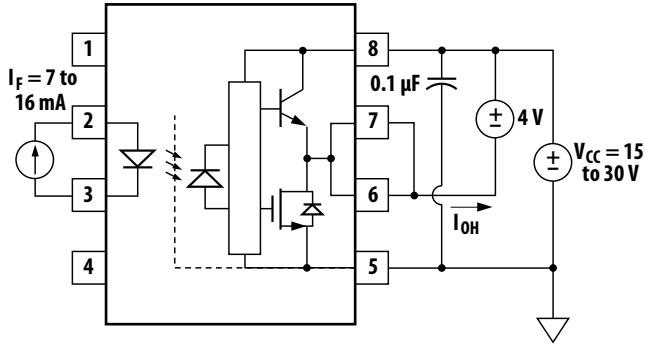 1
8
I_F = 7 to
16 mA
0.1 µF
2
7
4 V
V_CC = 15
to 30 V
3
6
I_OH
4
5